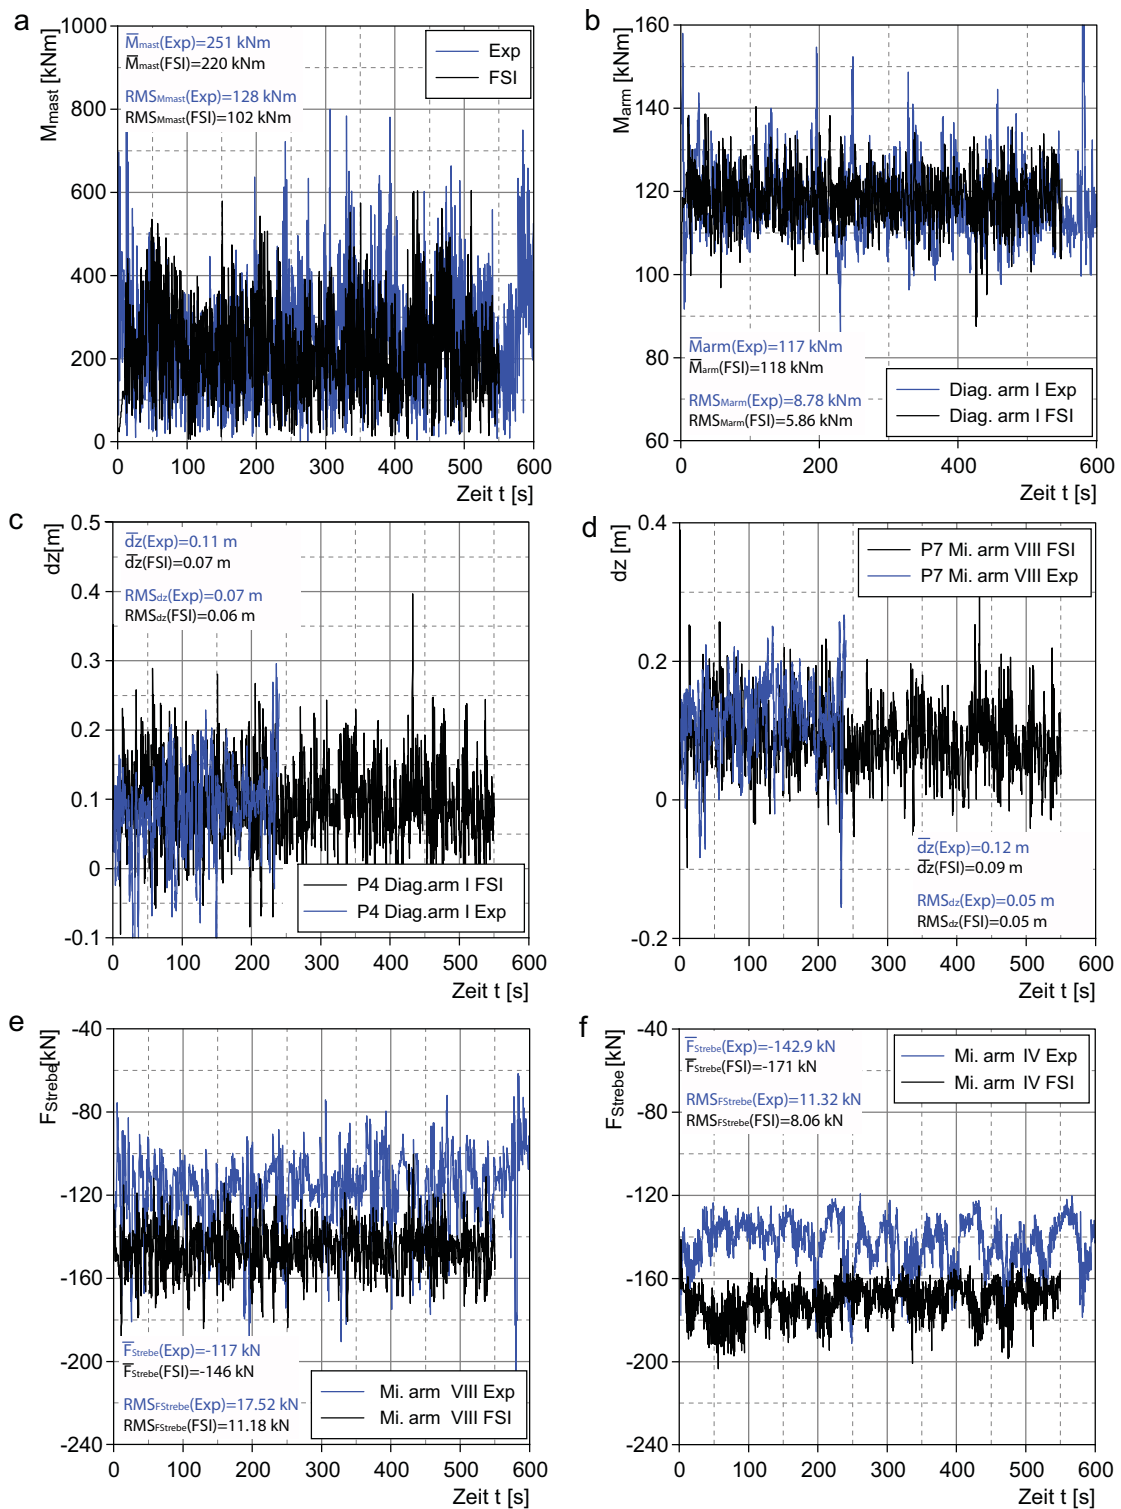 a
M̅mast(Exp)=251 kNm
M̅mast(FSI)=220 kNm
RMSMmast(Exp)=128 kNm
RMSMmast(FSI)=102 kNm
Exp
FSI
Mmast [kNm]
1000
800
600
400
200
0
0 100 200 300 400 500 600
Zeit t [s]
b
Marm [kNm]
160
140
120
100
80
60
M̅arm(Exp)=117 kNm
M̅arm(FSI)=118 kNm
RMSMarm(Exp)=8.78 kNm
RMSMarm(FSI)=5.86 kNm
Diag. arm I Exp
Diag. arm I FSI
0 200 400 600
Zeit t [s]
c
dz[m]
0.5
0.4
0.3
0.2
0.1
0
-0.1
d̅z(Exp)=0.11 m
d̅z(FSI)=0.07 m
RMSdz(Exp)=0.07 m
RMSdz(FSI)=0.06 m
P4 Diag.arm I FSI
P4 Diag.arm I Exp
0 100 200 300 400 500 600
Zeit t [s]
d
dz [m]
0.4
0.2
0
-0.2
P7 Mi. arm VIII FSI
P7 Mi. arm VIII Exp
d̅z(Exp)=0.12 m
d̅z(FSI)=0.09 m
RMSdz(Exp)=0.05 m
RMSdz(FSI)=0.05 m
0 100 200 300 400 500 600
Zeit t [s]
e
FStrebe[kN]
-40
-80
-120
-160
-200
-240
F̅Strebe(Exp)=-117 kN
F̅Strebe(FSI)=-146 kN
RMSFStrebe(Exp)=17.52 kN
RMSFStrebe(FSI)=11.18 kN
Mi. arm VIII Exp
Mi. arm VIII FSI
0 100 200 300 400 500 600
Zeit t [s]
f
FStrebe [kN]
-40
-80
-120
-160
-200
-240
F̅Strebe(Exp)=-142.9 kN
F̅Strebe(FSI)=-171 kN
RMSFStrebe(Exp)=11.32 kN
RMSFStrebe(FSI)=8.06 kN
Mi. arm IV Exp
Mi. arm IV FSI
0 100 200 300 400 500 600
Zeit t [s]